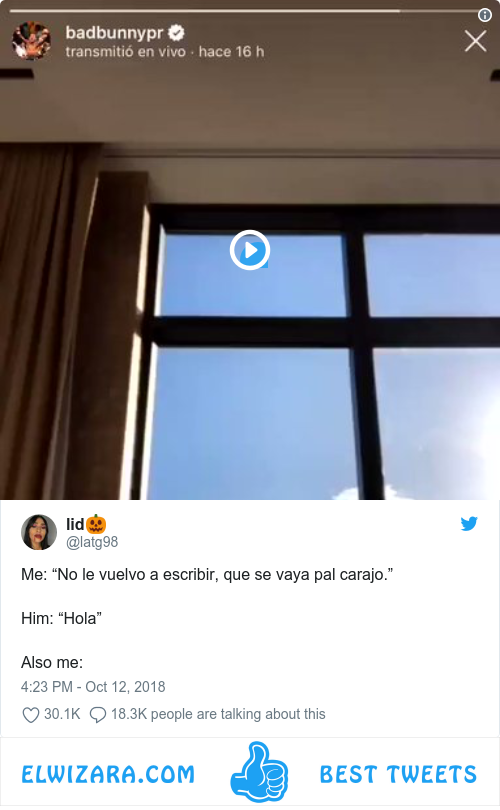 badbunnypr
transmitió en vivo · hace 16 h
lid🎃
@latg98
Me: “No le vuelvo a escribir, que se vaya pal carajo.”
Him: “Hola”
Also me:
4:23 PM - Oct 12, 2018
30.1K 18.3K people are talking about this
ELWIZARA.COM BEST TWEETS